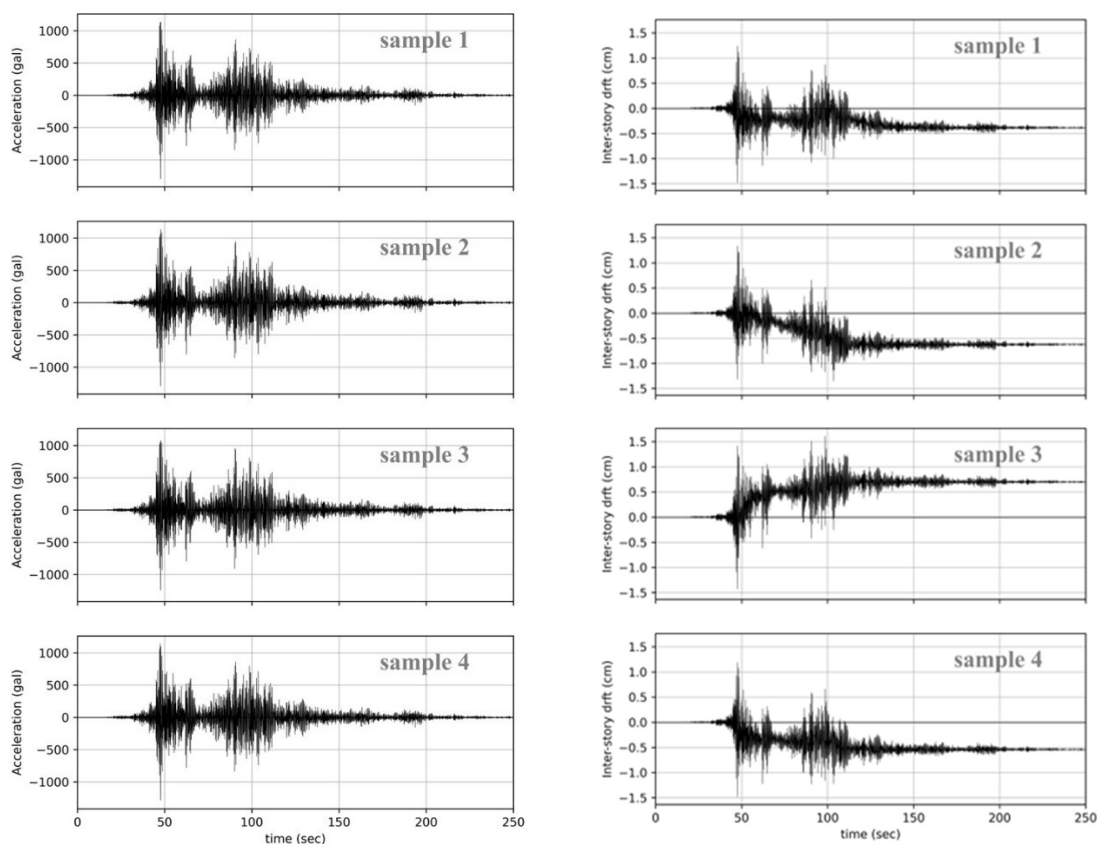 Acceleration (gal)
1000
500
0
−500
−1000
sample 1
Inter-story drft (cm)
1.5
1.0
0.5
0.0
−0.5
−1.0
−1.5
sample 1
Acceleration (gal)
1000
500
0
−500
−1000
sample 2
Inter-story drft (cm)
1.5
1.0
0.5
0.0
−0.5
−1.0
−1.5
sample 2
Acceleration (gal)
1000
500
0
−500
−1000
sample 3
Inter-story drft (cm)
1.5
1.0
0.5
0.0
−0.5
−1.0
−1.5
sample 3
Acceleration (gal)
1000
500
0
−500
−1000
sample 4
0 50 100 150 200 250
time (sec)
Inter-story drft (cm)
1.5
1.0
0.5
0.0
−0.5
−1.0
−1.5
sample 4
0 50 100 150 200 250
time (sec)